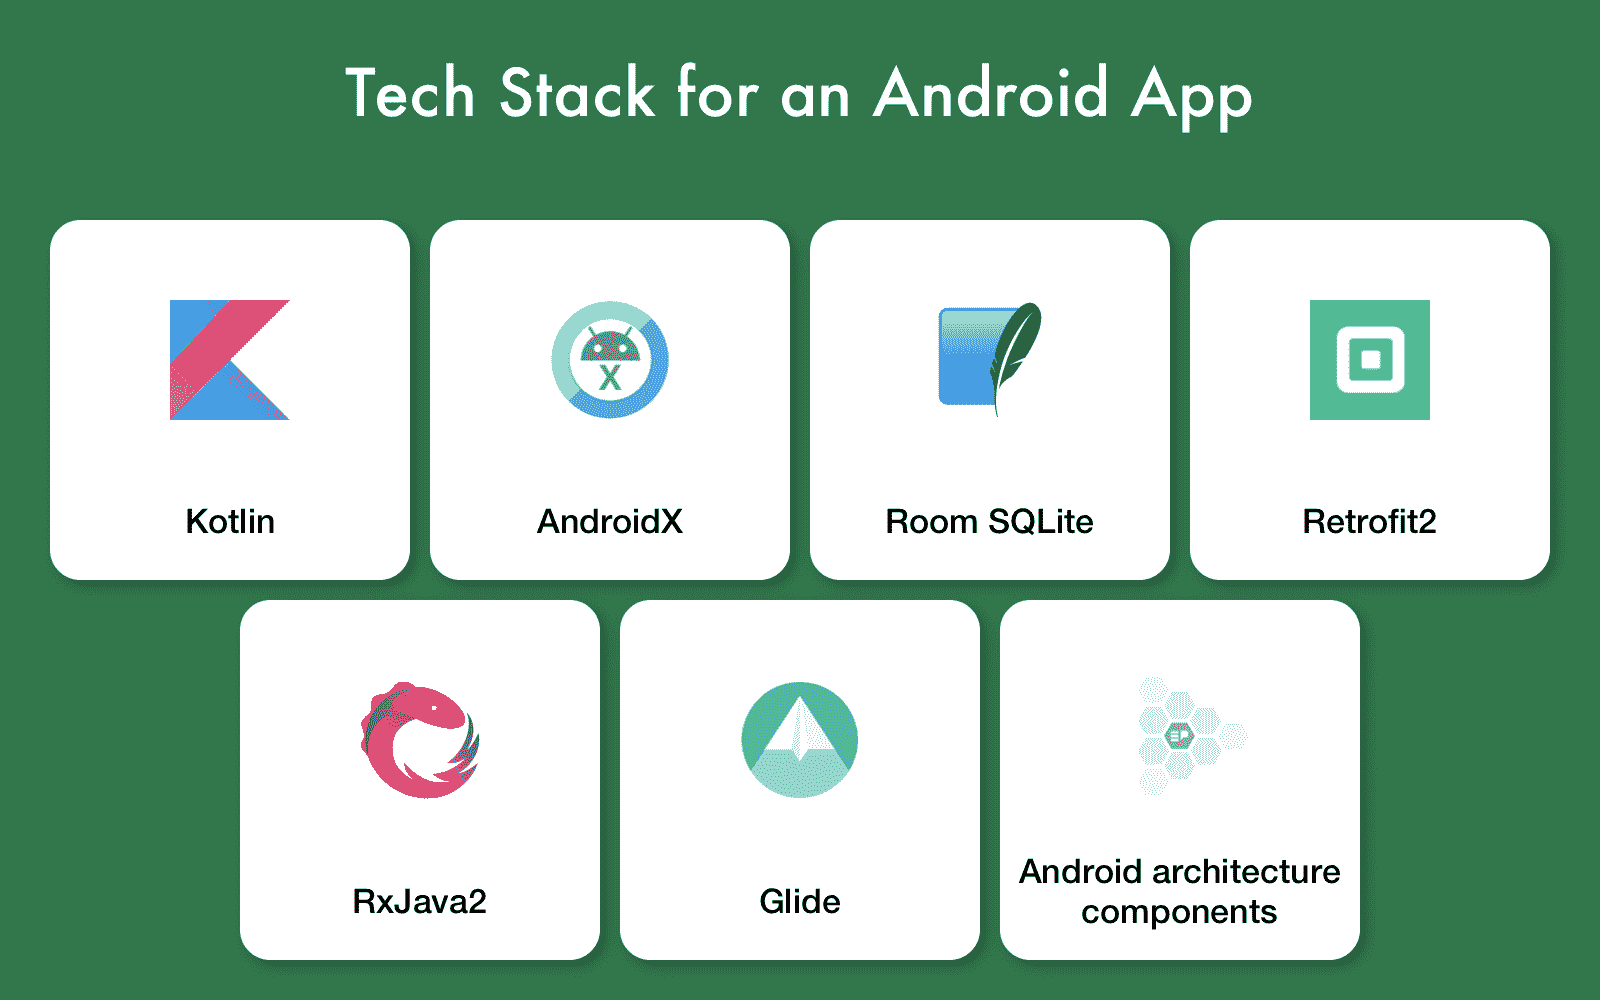 Tech Stack for an Android App
Kotlin
AndroidX
Room SQLite
Retrofit2
RxJava2
Glide
Android architecture
components